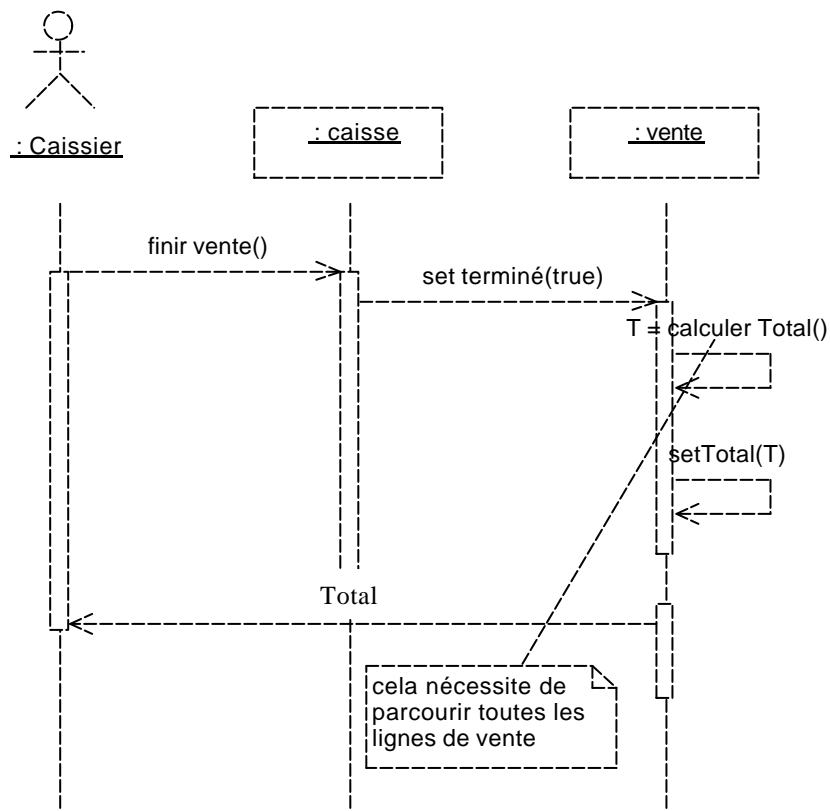 : Caissier
: caisse
: vente
finir vente()
set terminé(true)
T = calculer Total()
setTotal(T)
Total
cela nécessite de
parcourir toutes les
lignes de vente